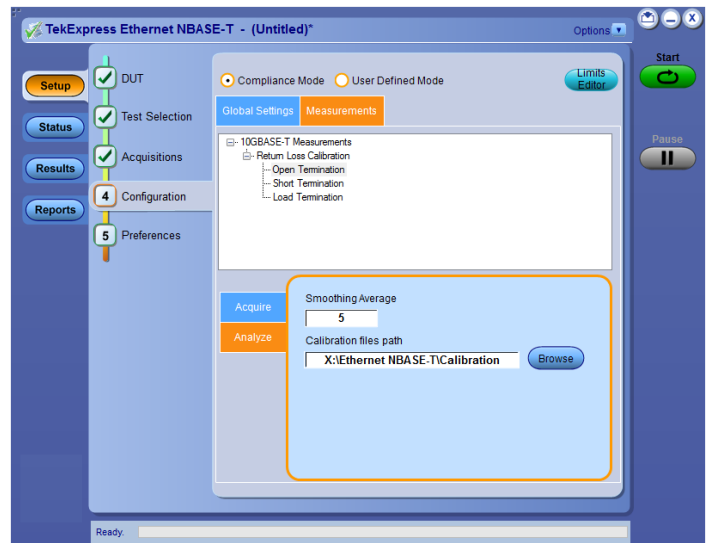 TekExpress Ethernet NBASE-T - (Untitled)*
Options
Start
Setup
Status
Results
Reports
DUT
Test Selection
Acquisitions
4 Configuration
5 Preferences
Compliance Mode
User Defined Mode
Limits
Editor
Global Settings
Measurements
10GBASE-T Measurements
Return Loss Calibration
Open Termination
Short Termination
Load Termination
Pause
Acquire
Analyze
Smoothing Average
5
Calibration files path
X:\Ethernet NBASE-T\Calibration
Browse
Ready.